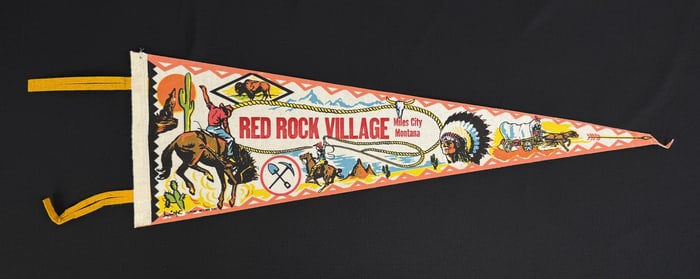 RED ROCK VILLAGE
Miles City
Montana